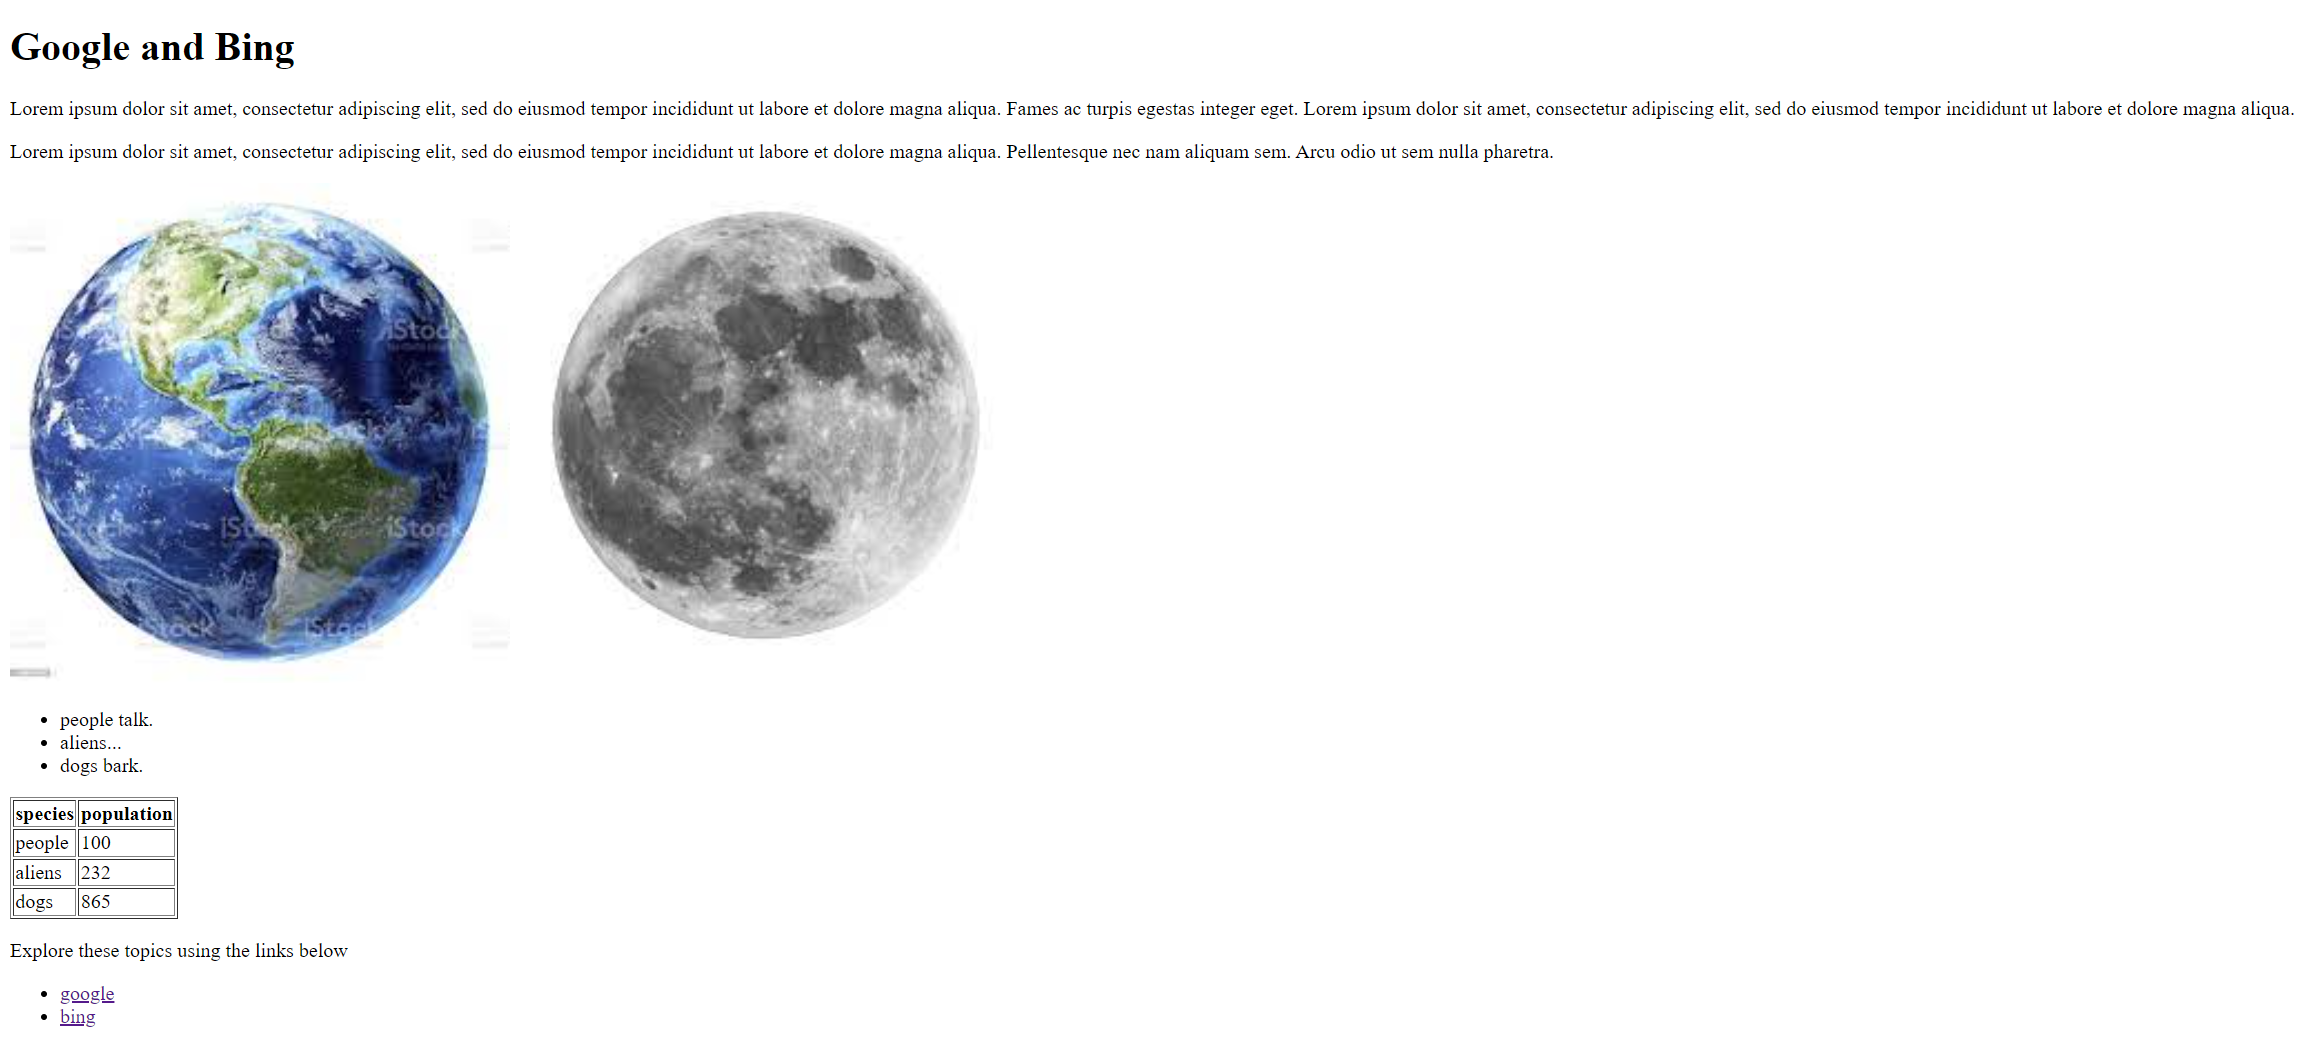 Google and Bing
Lorem ipsum dolor sit amet, consectetur adipiscing elit, sed do eiusmod tempor incididunt ut labore et dolore magna aliqua. Fames ac turpis egestas integer eget. Lorem ipsum dolor sit amet, consectetur adipiscing elit, sed do eiusmod tempor incididunt ut labore et dolore magna aliqua.
Lorem ipsum dolor sit amet, consectetur adipiscing elit, sed do eiusmod tempor incididunt ut labore et dolore magna aliqua. Pellentesque nec nam aliquam sem. Arcu odio ut sem nulla pharetra.
iStock
iStock
iStock
iStock
iStock
people talk.
aliens...
dogs bark.
species population
people 100
aliens 232
dogs 865
Explore these topics using the links below
google
bing